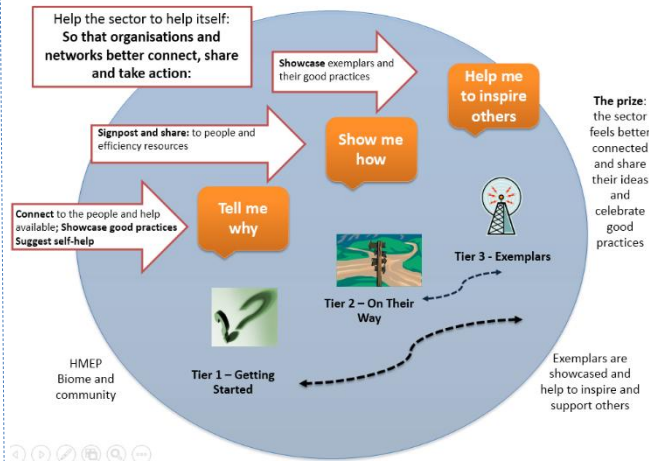 Help the sector to help itself:
So that organisations and
networks better connect, share
and take action:
Showcase exemplars and
their good practices
Help me
to inspire
others
Signpost and share: to people and
efficiency resources
Show me
how
Connect to the people and help
available; Showcase good practices
Suggest self-help
Tell me
why
The prize:
the sector
feels better
connected
and share
their ideas
and
celebrate
good
practices
Tier 3 - Exemplars
Tier 2 – On Their
Way
Tier 1 – Getting
Started
HMEP
Biome and
community
Exemplars are
showcased and
help to inspire and
support others